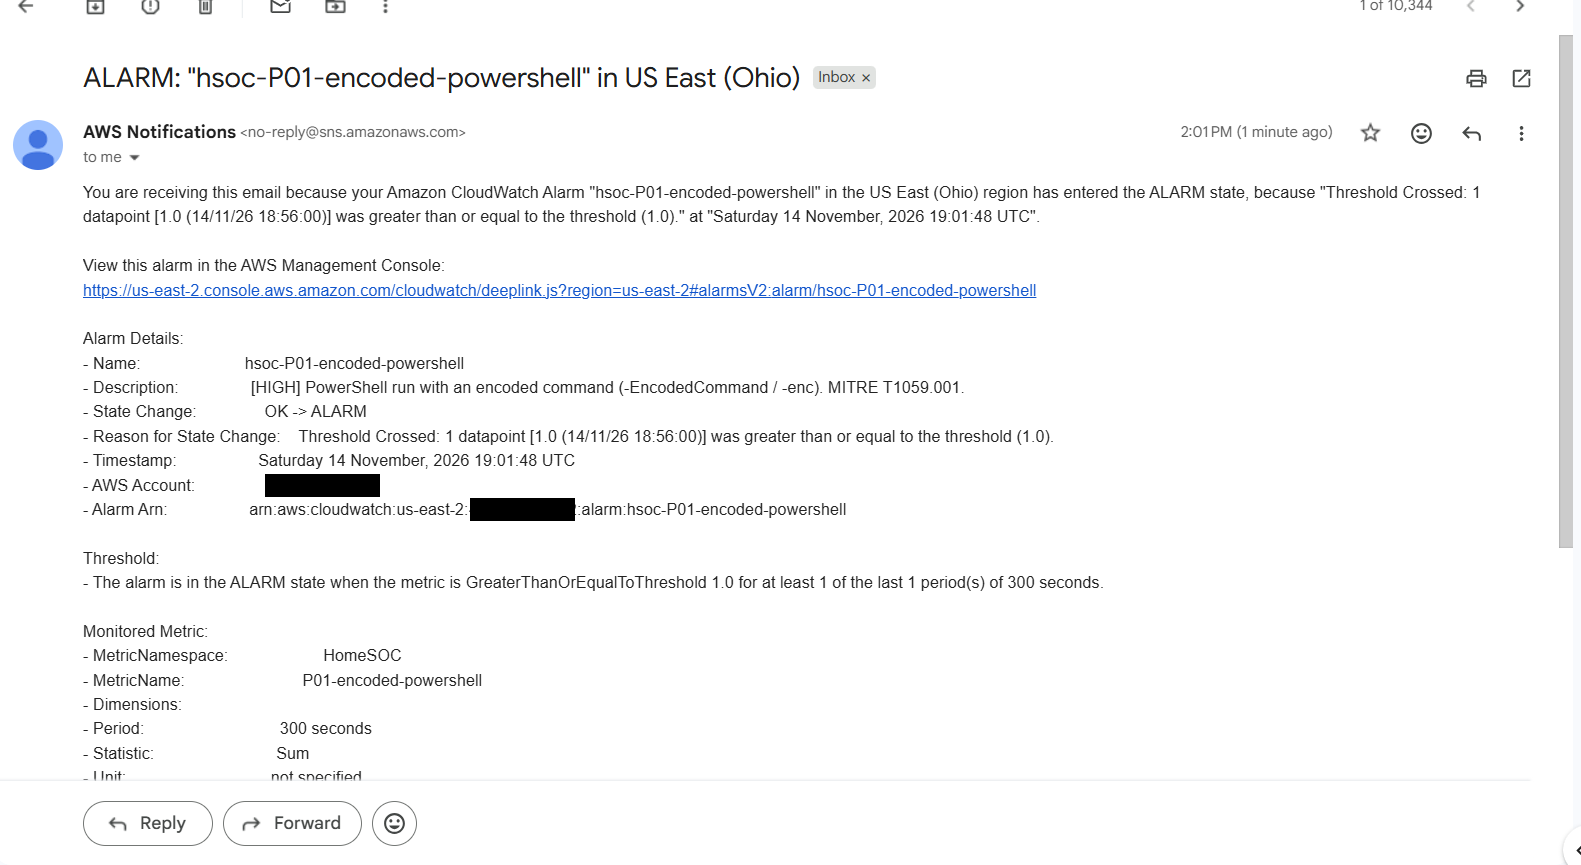 1 of 10,344
ALARM: "hsoc-P01-encoded-powershell" in US East (Ohio) Inbox ×
AWS Notifications <no-reply@sns.amazonaws.com> 2:01 PM (1 minute ago)
to me
You are receiving this email because your Amazon CloudWatch Alarm "hsoc-P01-encoded-powershell" in the US East (Ohio) region has entered the ALARM state, because "Threshold Crossed: 1
datapoint [1.0 (14/11/26 18:56:00)] was greater than or equal to the threshold (1.0)." at "Saturday 14 November, 2026 19:01:48 UTC".
View this alarm in the AWS Management Console:
https://us-east-2.console.aws.amazon.com/cloudwatch/deeplink.js?region=us-east-2#alarmsV2:alarm/hsoc-P01-encoded-powershell
Alarm Details:
- Name: hsoc-P01-encoded-powershell
- Description: [HIGH] PowerShell run with an encoded command (-EncodedCommand / -enc). MITRE T1059.001.
- State Change: OK -> ALARM
- Reason for State Change: Threshold Crossed: 1 datapoint [1.0 (14/11/26 18:56:00)] was greater than or equal to the threshold (1.0).
- Timestamp: Saturday 14 November, 2026 19:01:48 UTC
- AWS Account:
- Alarm Arn: arn:aws:cloudwatch:us-east-2: :alarm:hsoc-P01-encoded-powershell
Threshold:
- The alarm is in the ALARM state when the metric is GreaterThanOrEqualToThreshold 1.0 for at least 1 of the last 1 period(s) of 300 seconds.
Monitored Metric:
- MetricNamespace: HomeSOC
- MetricName: P01-encoded-powershell
- Dimensions:
- Period: 300 seconds
- Statistic: Sum
- Unit: not specified
Reply Forward